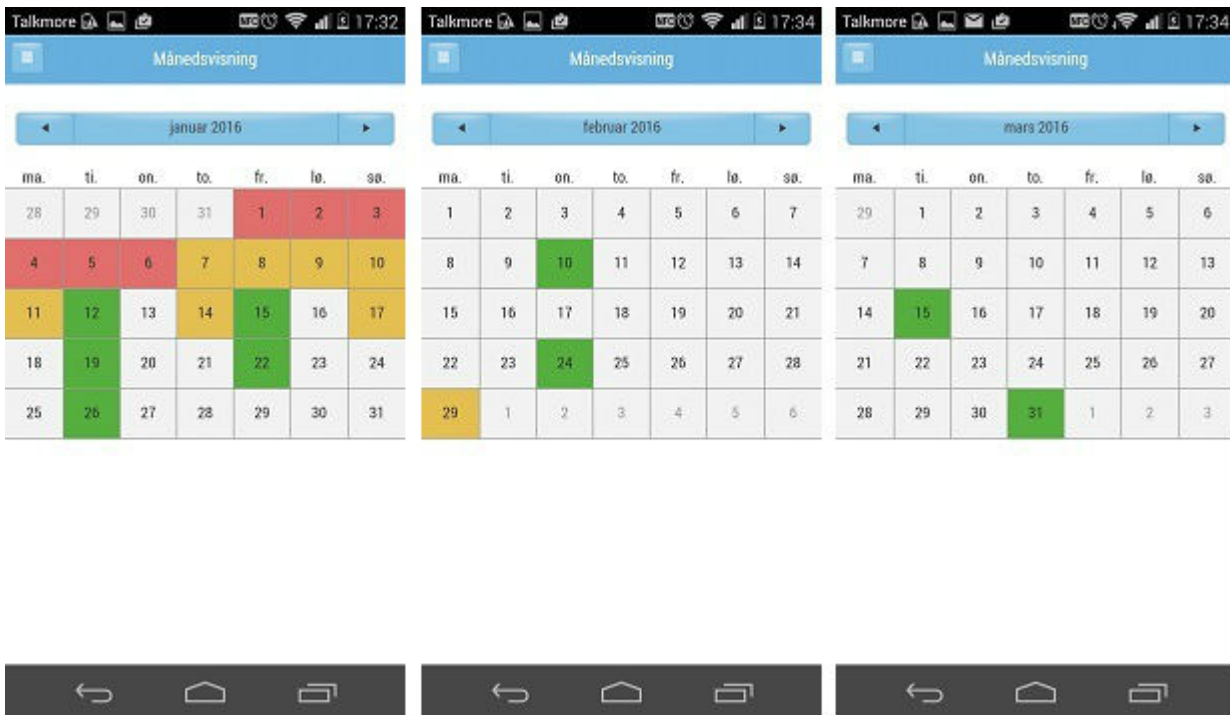 Talkmore 17:32
Månedsvisning
januar 2016
ma. ti. on. to. fr. lø. sø.
28 29 30 31 1 2 3
4 5 6 7 8 9 10
11 12 13 14 15 16 17
18 19 20 21 22 23 24
25 26 27 28 29 30 31
Talkmore 17:34
Månedsvisning
februar 2016
ma. ti. on. to. fr. lø. sø.
1 2 3 4 5 6 7
8 9 10 11 12 13 14
15 16 17 18 19 20 21
22 23 24 25 26 27 28
29 1 2 3 4 5 6
Talkmore 17:34
Månedsvisning
mars 2016
ma. ti. on. to. fr. lø. sø.
29 1 2 3 4 5 6
7 8 9 10 11 12 13
14 15 16 17 18 19 20
21 22 23 24 25 26 27
28 29 30 31 1 2 3